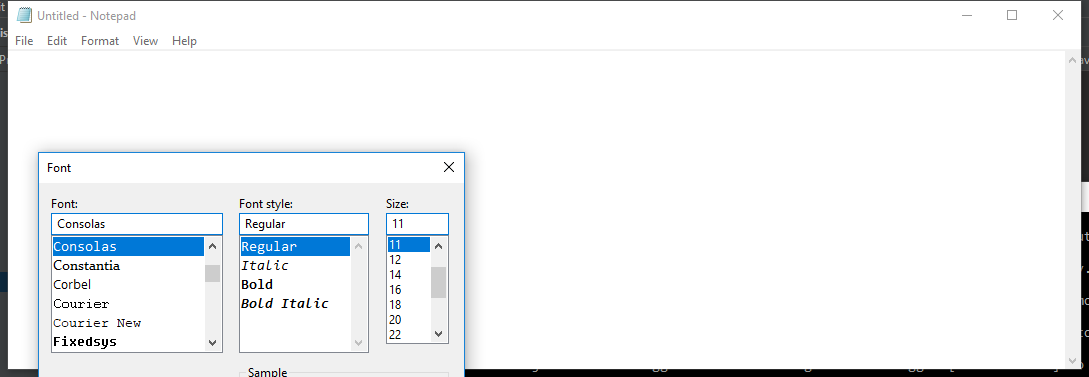 Untitled - Notepad
File Edit Format View Help
Font
Font: Font style: Size:
Consolas Regular 11
Consolas Regular 11
Constantia Italic 12
Corbel Bold 14
Courier Bold Italic 16
Courier New 18
Fixedsys 20
22
Sample